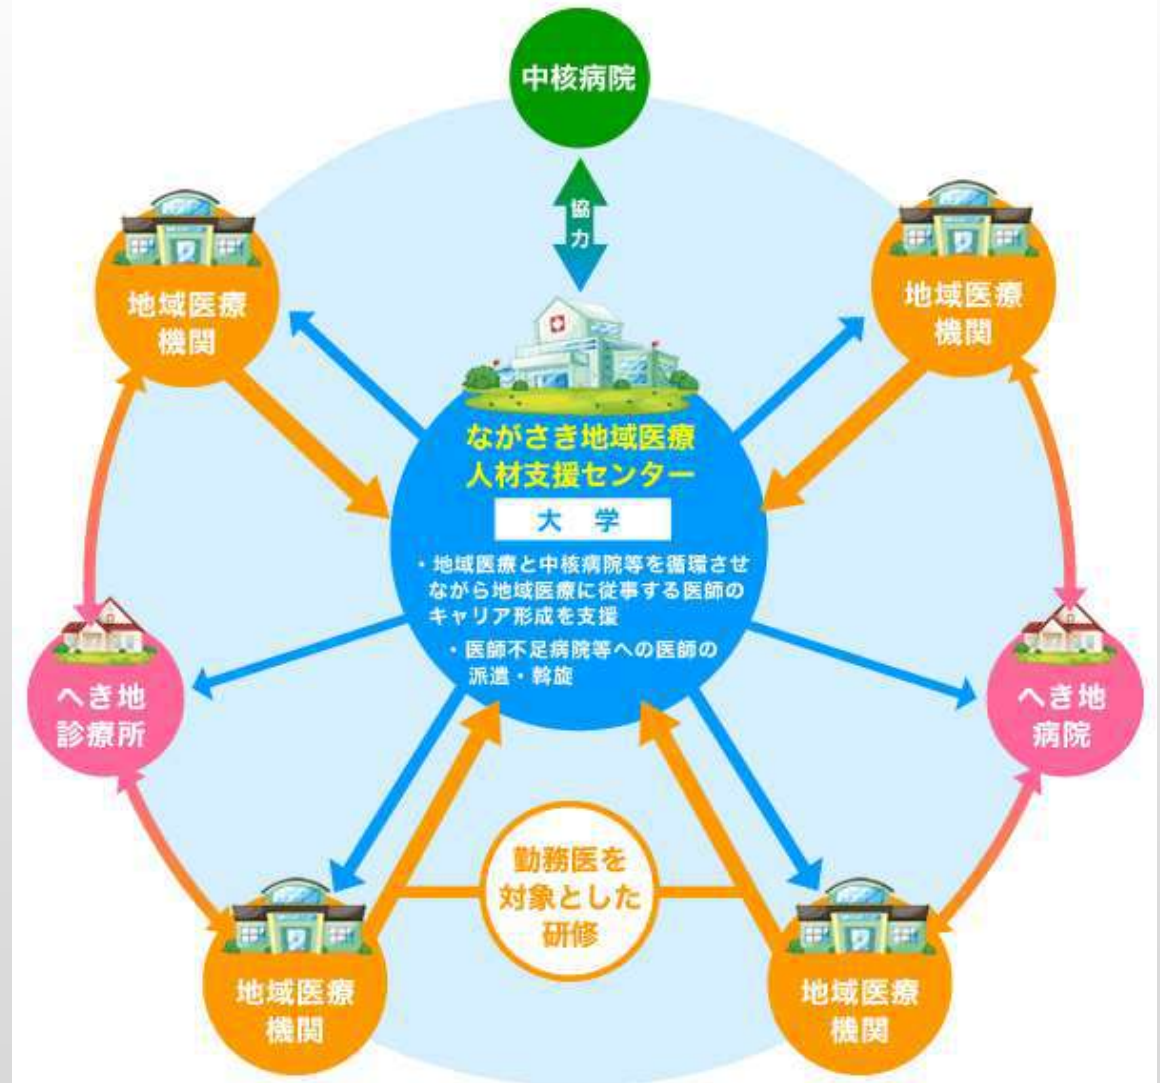 中核病院
協
力
地域医療
機関
地域医療
機関
ながさき地域医療
人材支援センター
大 学
・地域医療と中核病院等を循環させ
ながら地域医療に従事する医師の
キャリア形成を支援
・医師不足病院等への医師の
派遣・斡旋
へき地
診療所
へき地
病院
勤務医を
対象とした
研修
地域医療
機関
地域医療
機関